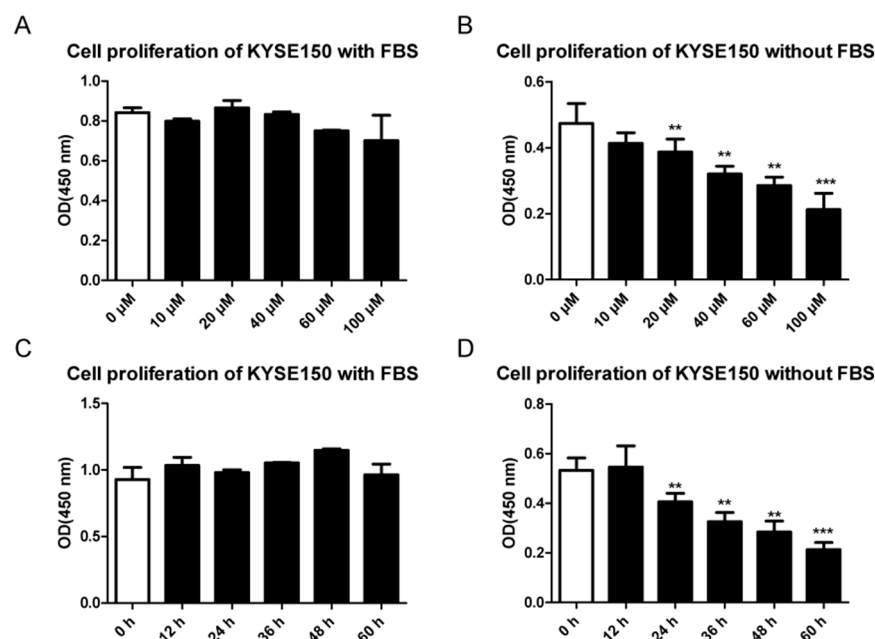 A
Cell proliferation of KYSE150 with FBS
OD(450 nm)
1.0
0.8
0.6
0.4
0.2
0.0
0 µM
10 µM
20 µM
40 µM
60 µM
100 µM
B
Cell proliferation of KYSE150 without FBS
OD(450 nm)
0.6
0.4
0.2
0.0
**
**
**
***
0 µM
10 µM
20 µM
40 µM
60 µM
100 µM
C
Cell proliferation of KYSE150 with FBS
OD(450 nm)
1.5
1.0
0.5
0.0
0 h
12 h
24 h
36 h
48 h
60 h
D
Cell proliferation of KYSE150 without FBS
OD(450 nm)
0.8
0.6
0.4
0.2
0.0
**
**
**
***
0 h
12 h
24 h
36 h
48 h
60 h